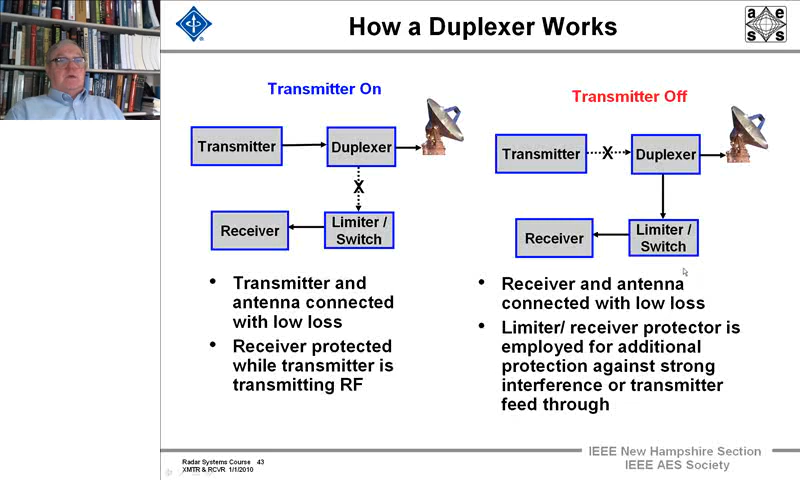 How a Duplexer Works
a e
s s
Transmitter On
Transmitter
Duplexer
X
Receiver
Limiter /
Switch
• Transmitter and
antenna connected
with low loss
• Receiver protected
while transmitter is
transmitting RF
Transmitter Off
Transmitter
X
Duplexer
Receiver
Limiter /
Switch
• Receiver and antenna
connected with low loss
• Limiter/ receiver protector is
employed for additional
protection against strong
interference or transmitter
feed through
Radar Systems Course 43
XMTR & RCVR 1/1/2010
IEEE New Hampshire Section
IEEE AES Society